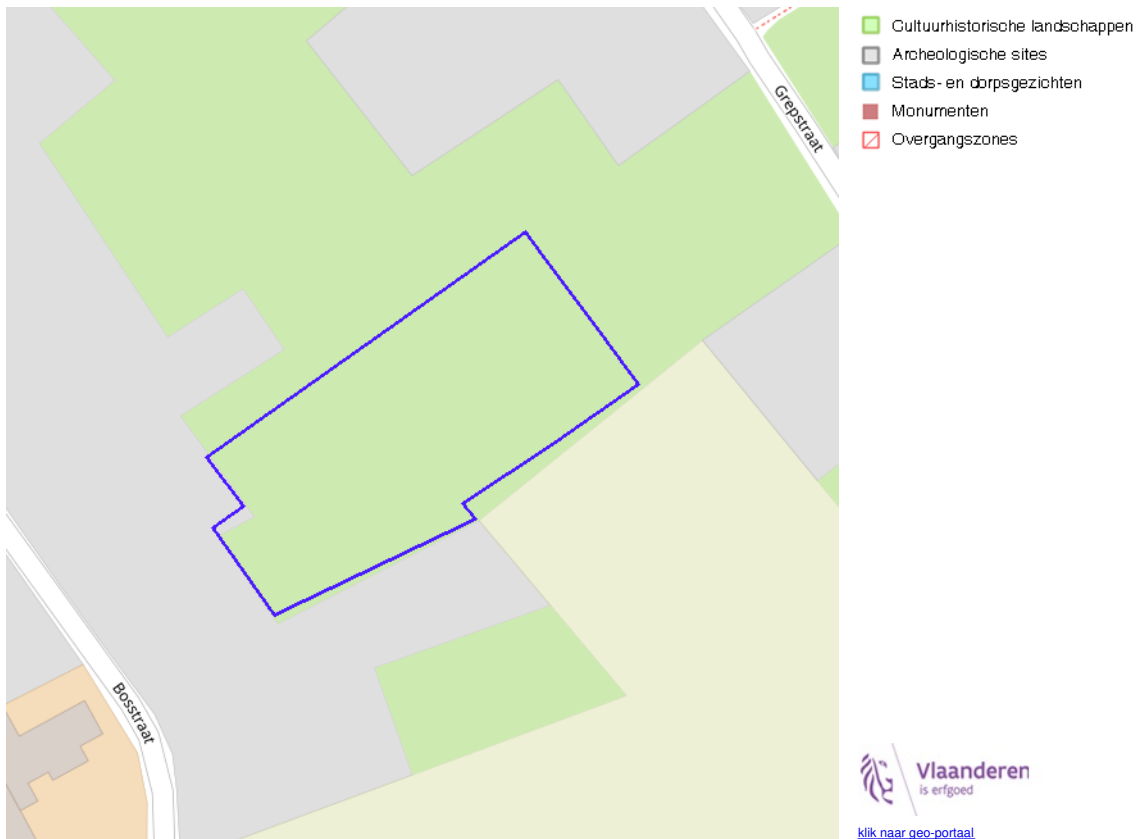 Grepstraat
Bosstraat
Cultuurhistorische landschappen
Archeologische sites
Stads- en dorpsgezichten
Monumenten
Overgangszones
Vlaanderen
is erfgoed
klik naar geo-portaal